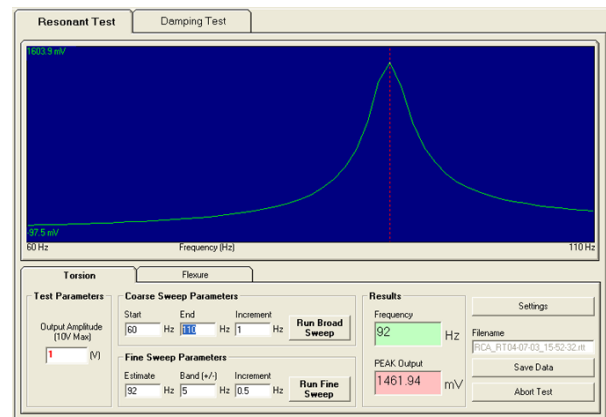 Resonant Test
Damping Test
1603.9 mV
-97.5 mV
60 Hz
Frequency (Hz)
110 Hz
Torsion
Flexure
Test Parameters
Output Amplitude
(10V Max)
1 (V)
Coarse Sweep Parameters
Start
End
Increment
60 Hz 110 Hz 1 Hz
Run Broad
Sweep
Fine Sweep Parameters
Estimate
Band (+/-)
Increment
92 Hz 5 Hz 0.5 Hz
Run Fine
Sweep
Results
Frequency
92 Hz
PEAK Output
1461.94 mV
Settings
Filename
RCA_RT04-07-03_15-52-32.rtt
Save Data
Abort Test